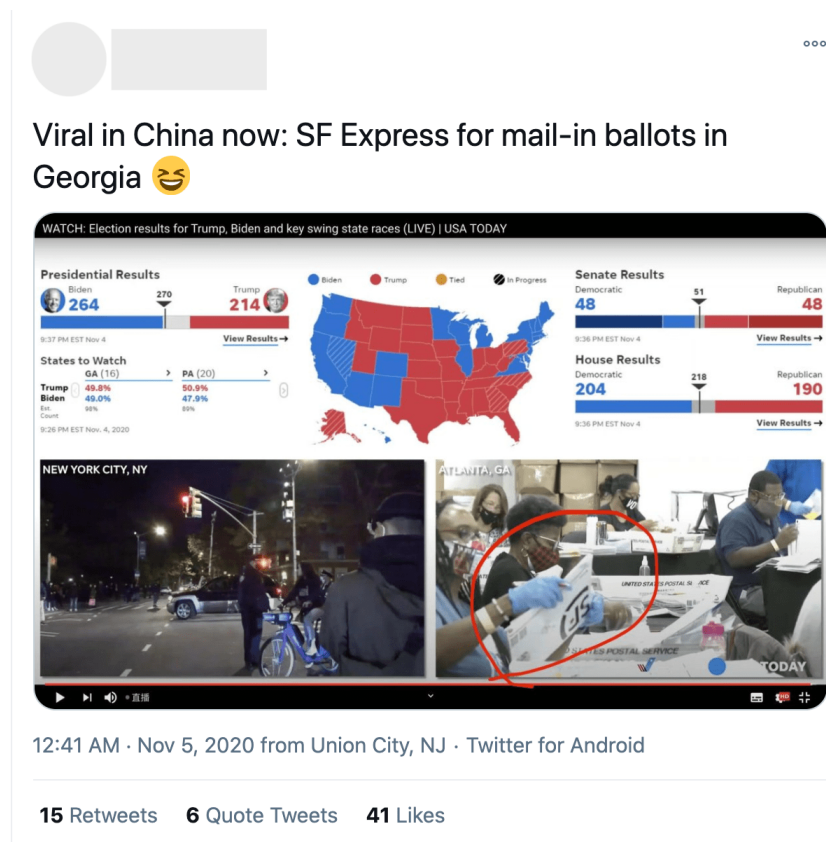 Viral in China now: SF Express for mail-in ballots in
Georgia 😆
WATCH: Election results for Trump, Biden and key swing state races (LIVE) | USA TODAY
Presidential Results
Biden
264
270
Trump
214
9:37 PM EST Nov 4
View Results→
States to Watch
GA (16) >
PA (20) >
Trump 49.8% 50.9%
Biden 49.0% 47.9%
Est. Count 98% 89%
9:26 PM EST Nov. 4, 2020
Biden Trump Tied In Progress
Senate Results
Democratic
48
51
Republican
48
9:36 PM EST Nov 4
View Results →
House Results
Democratic
204
218
Republican
190
9:36 PM EST Nov 4
View Results →
NEW YORK CITY, NY
ATLANTA, GA
UNITED STATES POSTAL
SF
POSTAL SERVICE
TODAY
直播
HD
12:41 AM · Nov 5, 2020 from Union City, NJ · Twitter for Android
15 Retweets 6 Quote Tweets 41 Likes